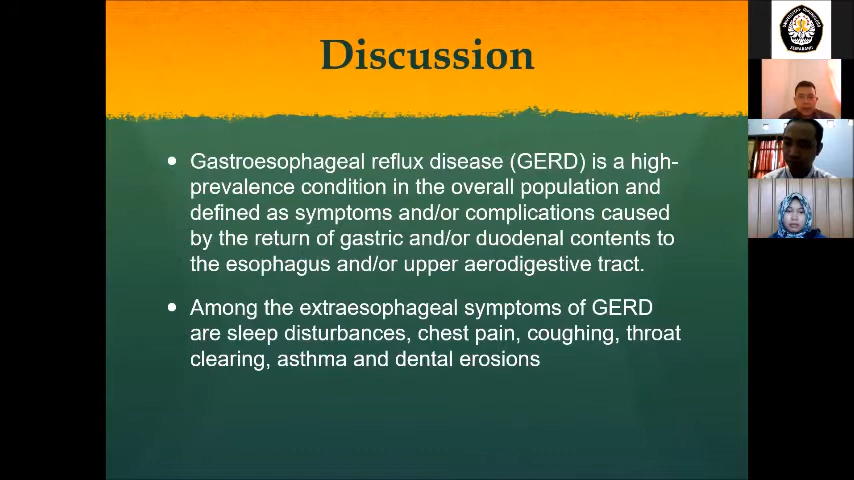 Discussion
Gastroesophageal reflux disease (GERD) is a high-
prevalence condition in the overall population and
defined as symptoms and/or complications caused
by the return of gastric and/or duodenal contents to
the esophagus and/or upper aerodigestive tract.
Among the extraesophageal symptoms of GERD
are sleep disturbances, chest pain, coughing, throat
clearing, asthma and dental erosions